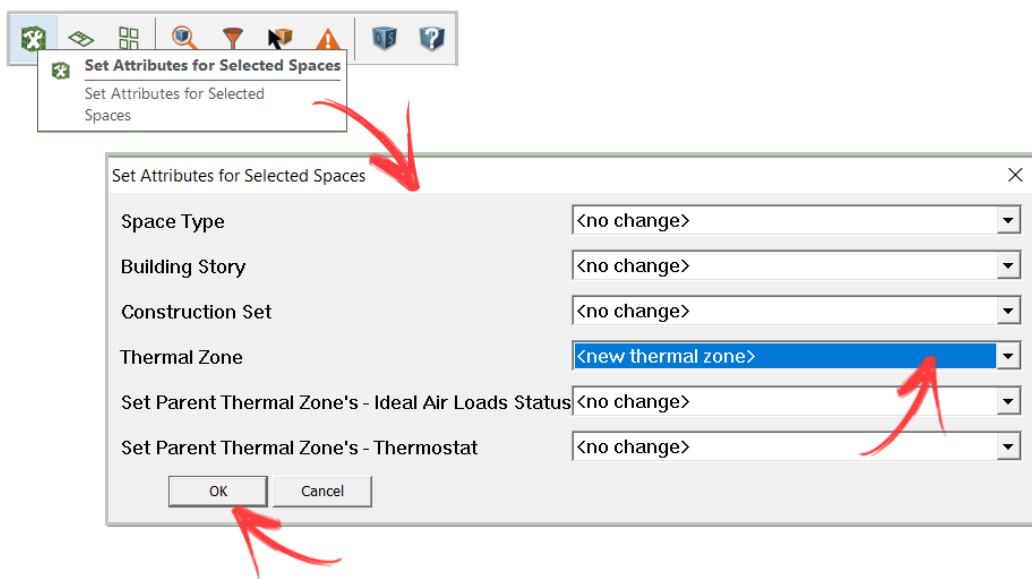 Set Attributes for Selected Spaces
Set Attributes for Selected
Spaces
Set Attributes for Selected Spaces
Space Type <no change>
Building Story <no change>
Construction Set <no change>
Thermal Zone <new thermal zone>
Set Parent Thermal Zone's - Ideal Air Loads Status <no change>
Set Parent Thermal Zone's - Thermostat <no change>
OK Cancel